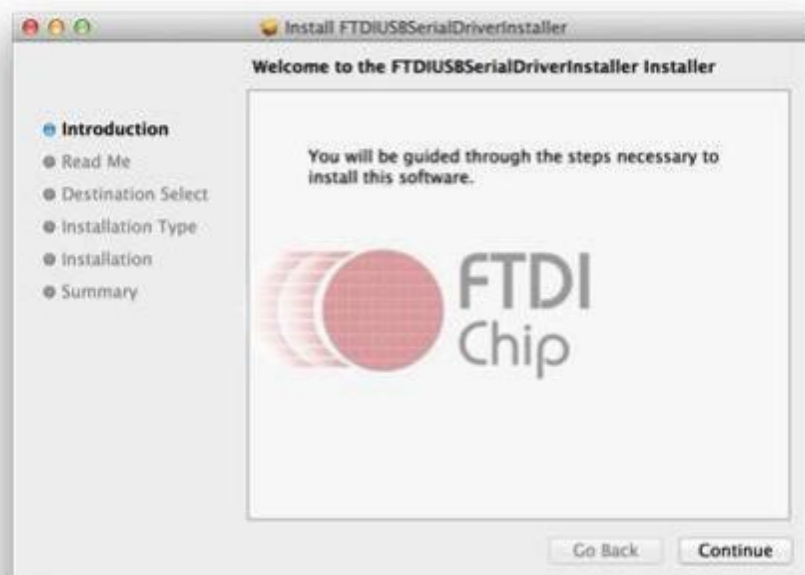 Install FTDIUSBSerialDriverInstaller
Welcome to the FTDIUSBSerialDriverInstaller Installer
Introduction
Read Me
Destination Select
Installation Type
Installation
Summary
You will be guided through the steps necessary to
install this software.
FTDI
Chip
Go Back
Continue